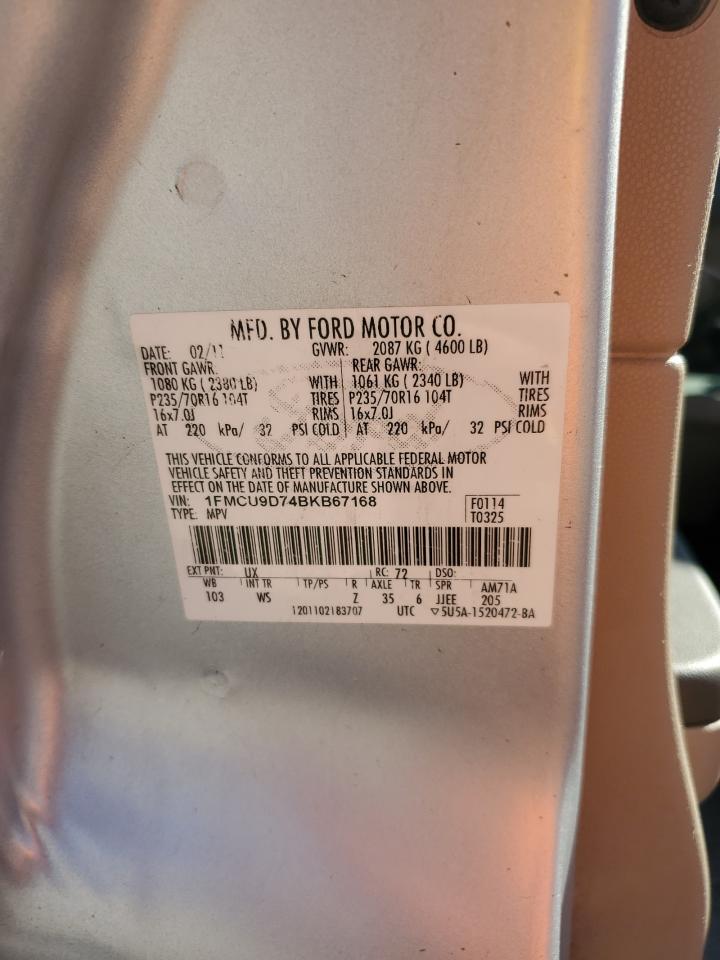 MFD. BY FORD MOTOR CO.
DATE: 02/11 GVWR: 2087 KG ( 4600 LB)
FRONT GAWR: REAR GAWR:
1080 KG ( 2380 LB) WITH 1061 KG ( 2340 LB) WITH
P235/70R16 104T TIRES P235/70R16 104T TIRES
16x7.0J RIMS 16x7.0J RIMS
AT 220 kPa/ 32 PSI COLD AT 220 kPa/ 32 PSI COLD
THIS VEHICLE CONFORMS TO ALL APPLICABLE FEDERAL MOTOR
VEHICLE SAFETY AND THEFT PREVENTION STANDARDS IN
EFFECT ON THE DATE OF MANUFACTURE SHOWN ABOVE.
VIN: 1FMCU9D74BKB67168 F0114
TYPE: MPV T0325
EXT PNT: UX RC: 72 DSO:
WB INT TR TP/PS R AXLE TR SPR AM71A
103 WS Z 35 6 JJEE 205
1201102183707 UTC ▽5U5A-1520472-BA